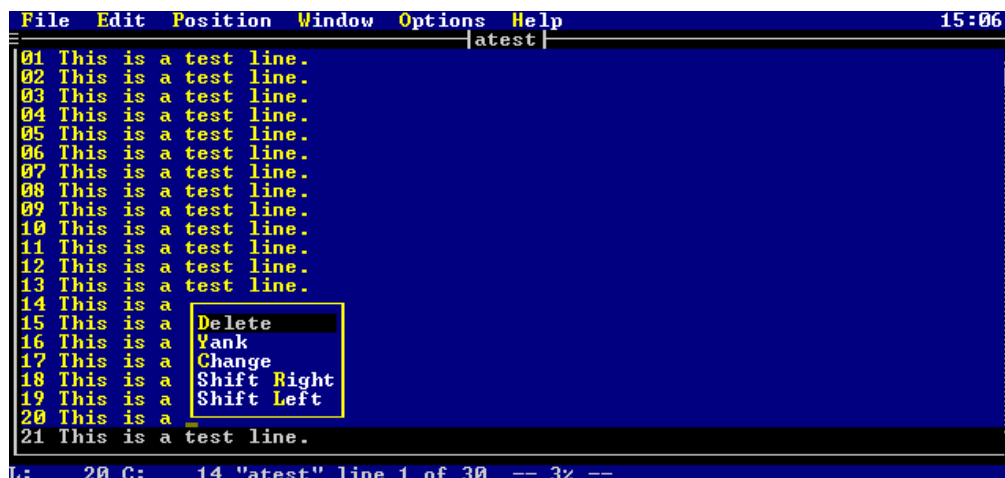 File Edit Position Window Options Help 15:06
atest
01 This is a test line.
02 This is a test line.
03 This is a test line.
04 This is a test line.
05 This is a test line.
06 This is a test line.
07 This is a test line.
08 This is a test line.
09 This is a test line.
10 This is a test line.
11 This is a test line.
12 This is a test line.
13 This is a test line.
14 This is a
15 This is a Delete
16 This is a Yank
17 This is a Change
18 This is a Shift Right
19 This is a Shift Left
20 This is a
21 This is a test line.
L: 20 C: 14 "atest" line 1 of 30 -- 3% --